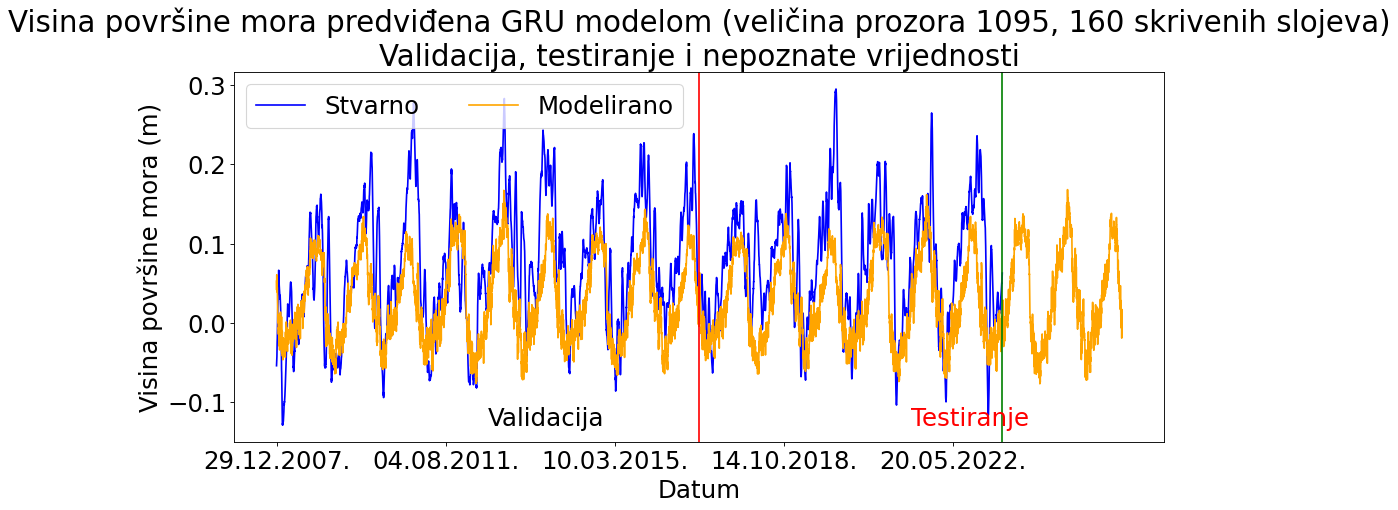 Visina površine mora predviđena GRU modelom (veličina prozora 1095, 160 skrivenih slojeva)
Validacija, testiranje i nepoznate vrijednosti
Stvarno
Modelirano
Visina površine mora (m)
0.3
0.2
0.1
0.0
−0.1
Validacija
Testiranje
29.12.2007.
04.08.2011.
10.03.2015.
14.10.2018.
20.05.2022.
Datum